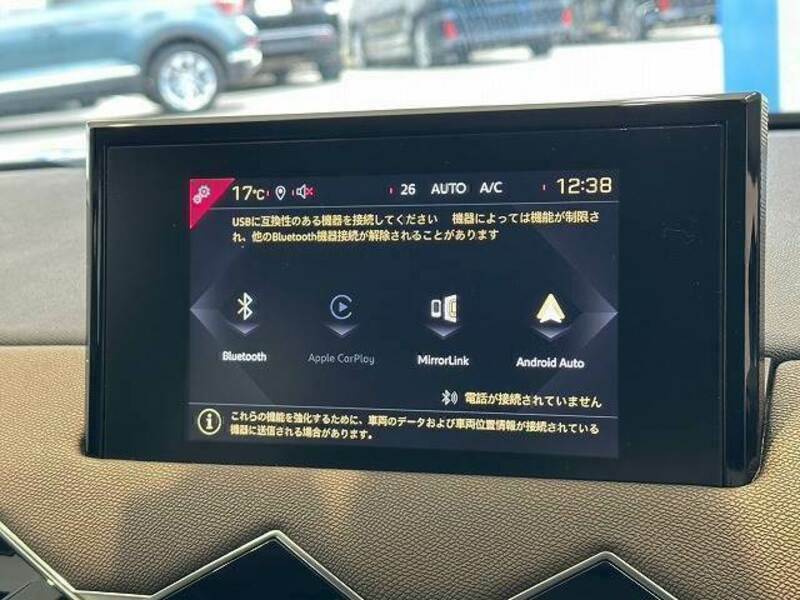 17℃ 26 AUTO A/C 12:38
USBに互換性のある機器を接続してください 機器によっては機能が制限さ
れ、他のBluetooth機器接続が解除されることがあります
Bluetooth Apple CarPlay MirrorLink Android Auto
電話が接続されていません
これらの機能を強化するために、車両のデータおよび車両位置情報が接続されている
機器に送信される場合があります。